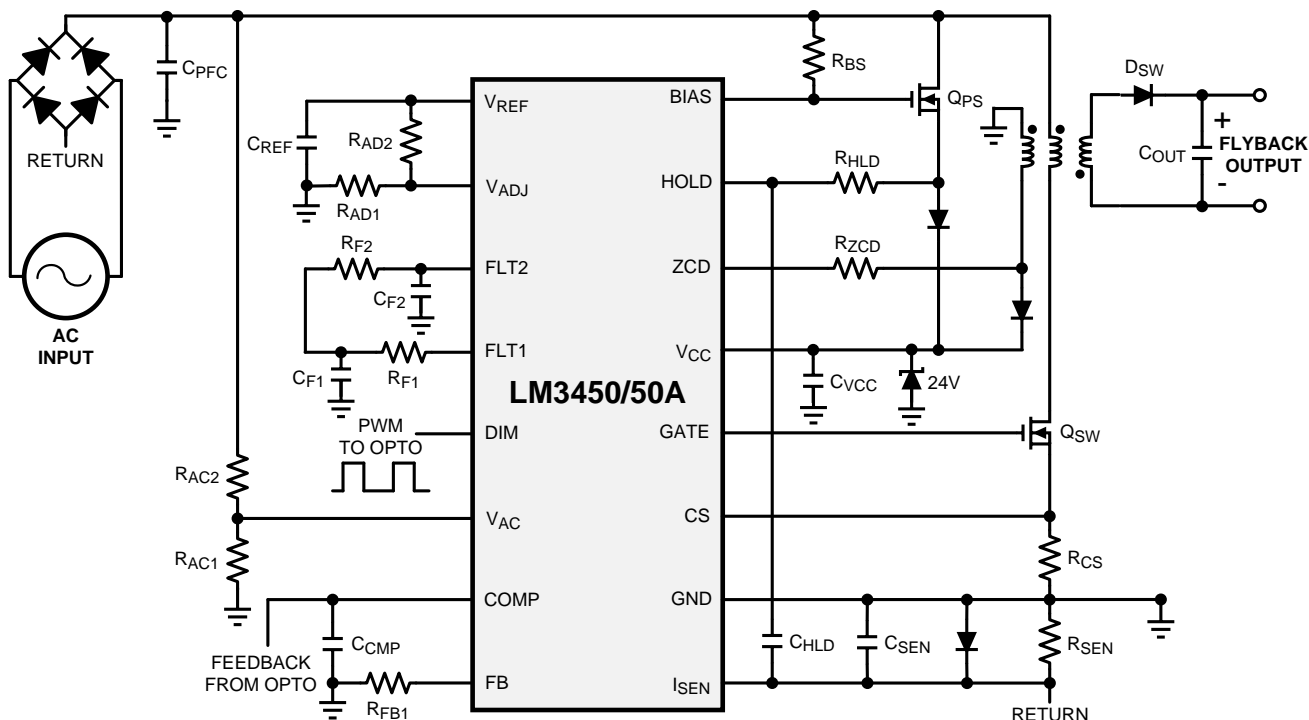 CPFC
RETURN
AC
INPUT
RAC2
RAC1
CREF
RAD2
RAD1
RF2
CF2
CF1
RF1
PWM
TO OPTO
FEEDBACK
FROM OPTO
CCMP
RFB1
LM3450/50A
VREF
VADJ
FLT2
FLT1
DIM
VAC
COMP
FB
BIAS
HOLD
ZCD
VCC
GATE
CS
GND
ISEN
RBS
QPS
RHLD
RZCD
CVCC
24V
QSW
RCS
CHLD
CSEN
RSEN
RETURN
DSW
COUT
+
FLYBACK
OUTPUT
-